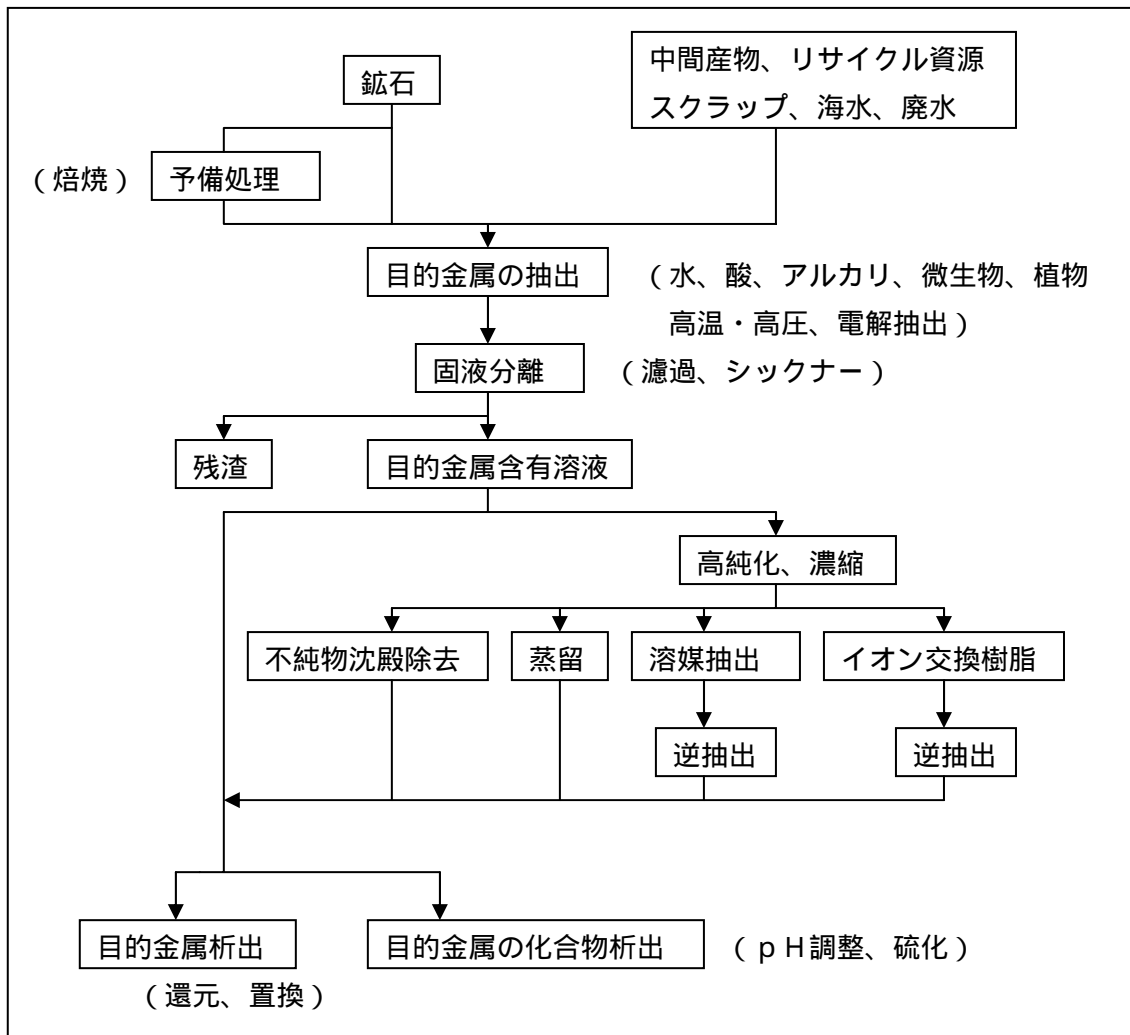 鉱石
中間産物、リサイクル資源
スクラップ、海水、廃水
（焙焼）
予備処理
目的金属の抽出
（水、酸、アルカリ、微生物、植物
高温・高圧、電解抽出）
固液分離
（濾過、シックナー）
残渣
目的金属含有溶液
高純化、濃縮
不純物沈殿除去
蒸留
溶媒抽出
イオン交換樹脂
逆抽出
逆抽出
目的金属析出
目的金属の化合物析出
（ｐＨ調整、硫化）
（還元、置換）